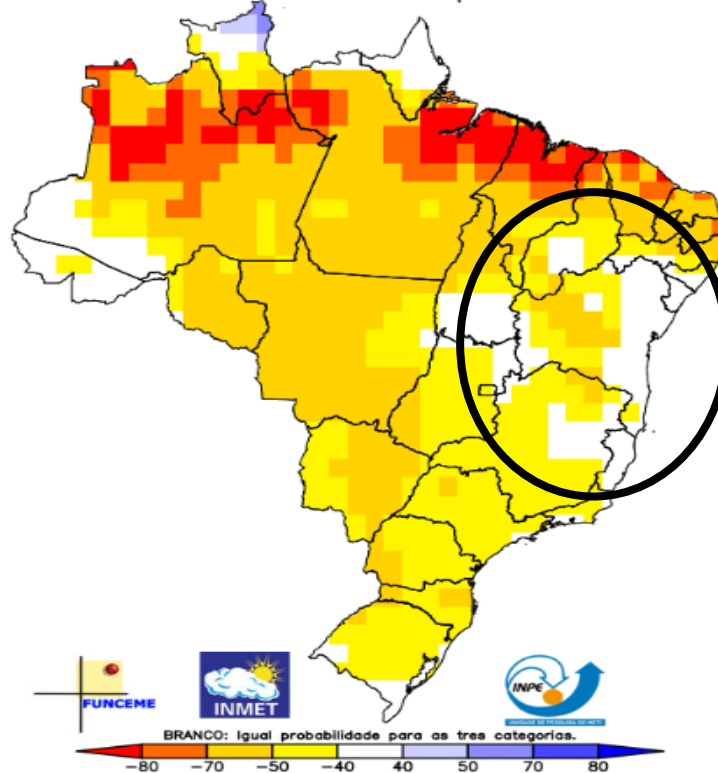 FUNCEME
INMET
INPE
BRANCO: Igual probabilidade para as tres categorias.
-80 -70 -50 -40 40 50 70 80